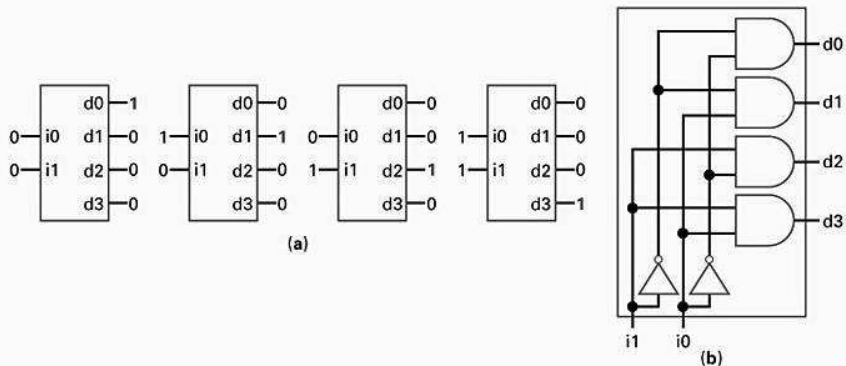 d0 1
0 i0 d1 0
0 i1 d2 0
d3 0
d0 0
1 i0 d1 1
0 i1 d2 0
d3 0
d0 0
0 i0 d1 0
1 i1 d2 1
d3 0
d0 0
1 i0 d1 0
1 i1 d2 0
d3 1
(a)
d0
d1
d2
d3
i1 i0
(b)